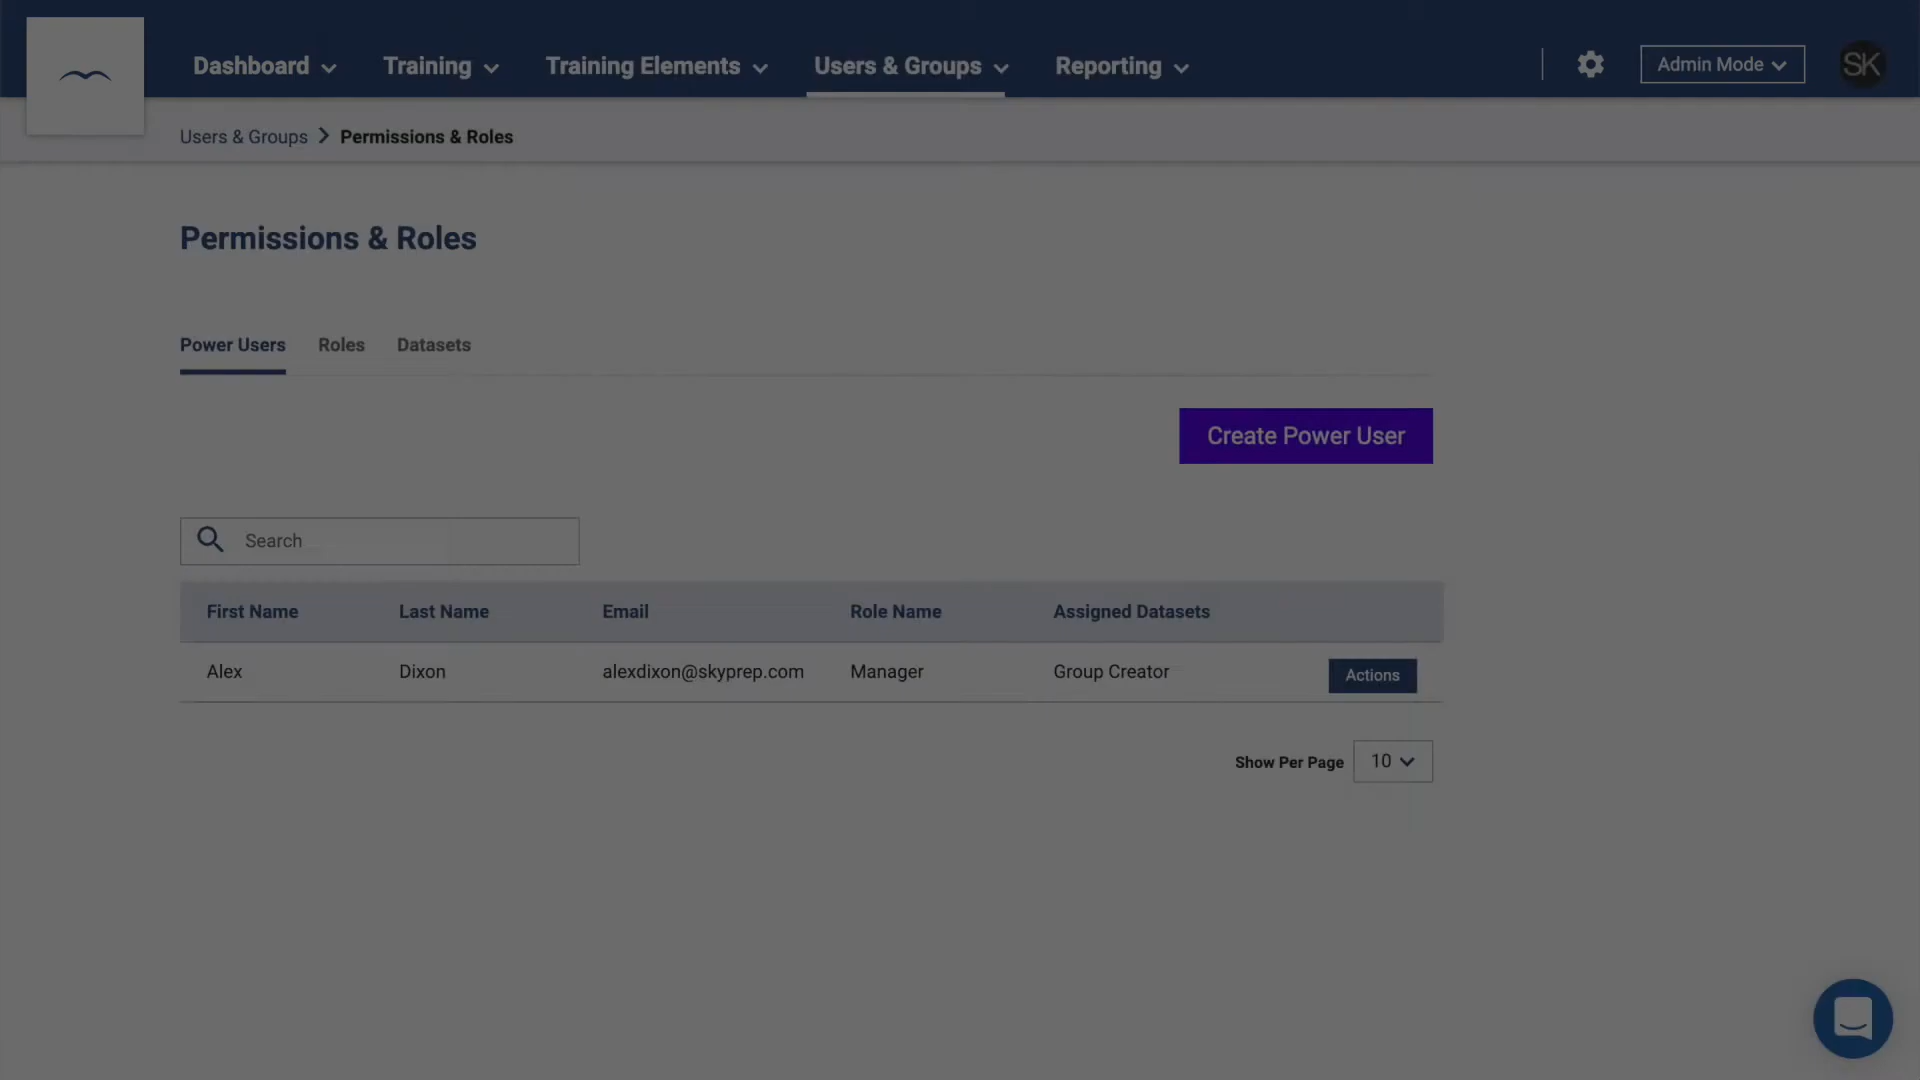 Dashboard Training Training Elements Users & Groups Reporting Admin Mode SK
Users & Groups Permissions & Roles
Permissions & Roles
Power Users Roles Datasets
Create Power User
Search
First Name Last Name Email Role Name Assigned Datasets
Alex Dixon alexdixon@skyprep.com Manager Group Creator Actions
Show Per Page 10